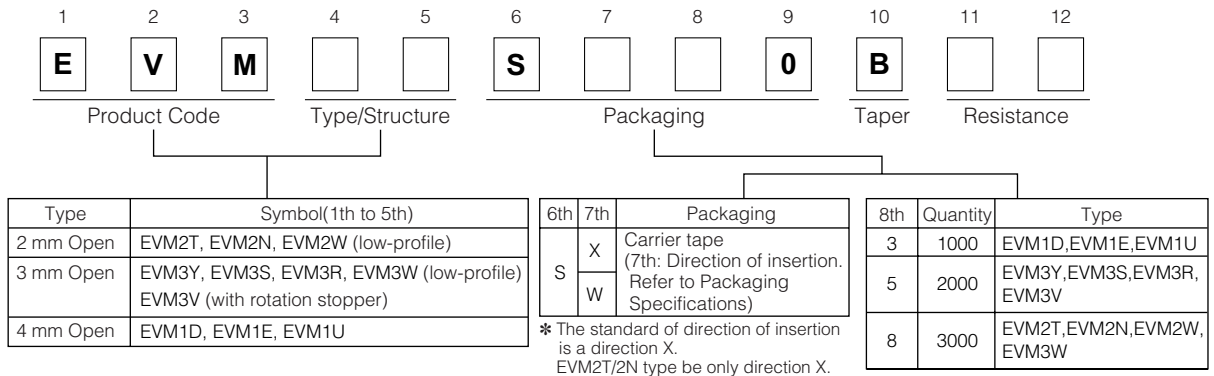 1 2 3 4 5 6 7 8 9 10 11 12
E V M S 0 B
Product Code Type/Structure Packaging Taper Resistance
Type Symbol(1th to 5th)
2 mm Open EVM2T, EVM2N, EVM2W (low-profile)
3 mm Open EVM3Y, EVM3S, EVM3R, EVM3W (low-profile)
EVM3V (with rotation stopper)
4 mm Open EVM1D, EVM1E, EVM1U
6th 7th Packaging
S X W Carrier tape
(7th: Direction of insertion.
Refer to Packaging
Specifications)
✽ The standard of direction of insertion
is a direction X.
EVM2T/2N type be only direction X.
8th Quantity Type
3 1000 EVM1D,EVM1E,EVM1U
5 2000 EVM3Y,EVM3S,EVM3R,
EVM3V
8 3000 EVM2T,EVM2N,EVM2W,
EVM3W